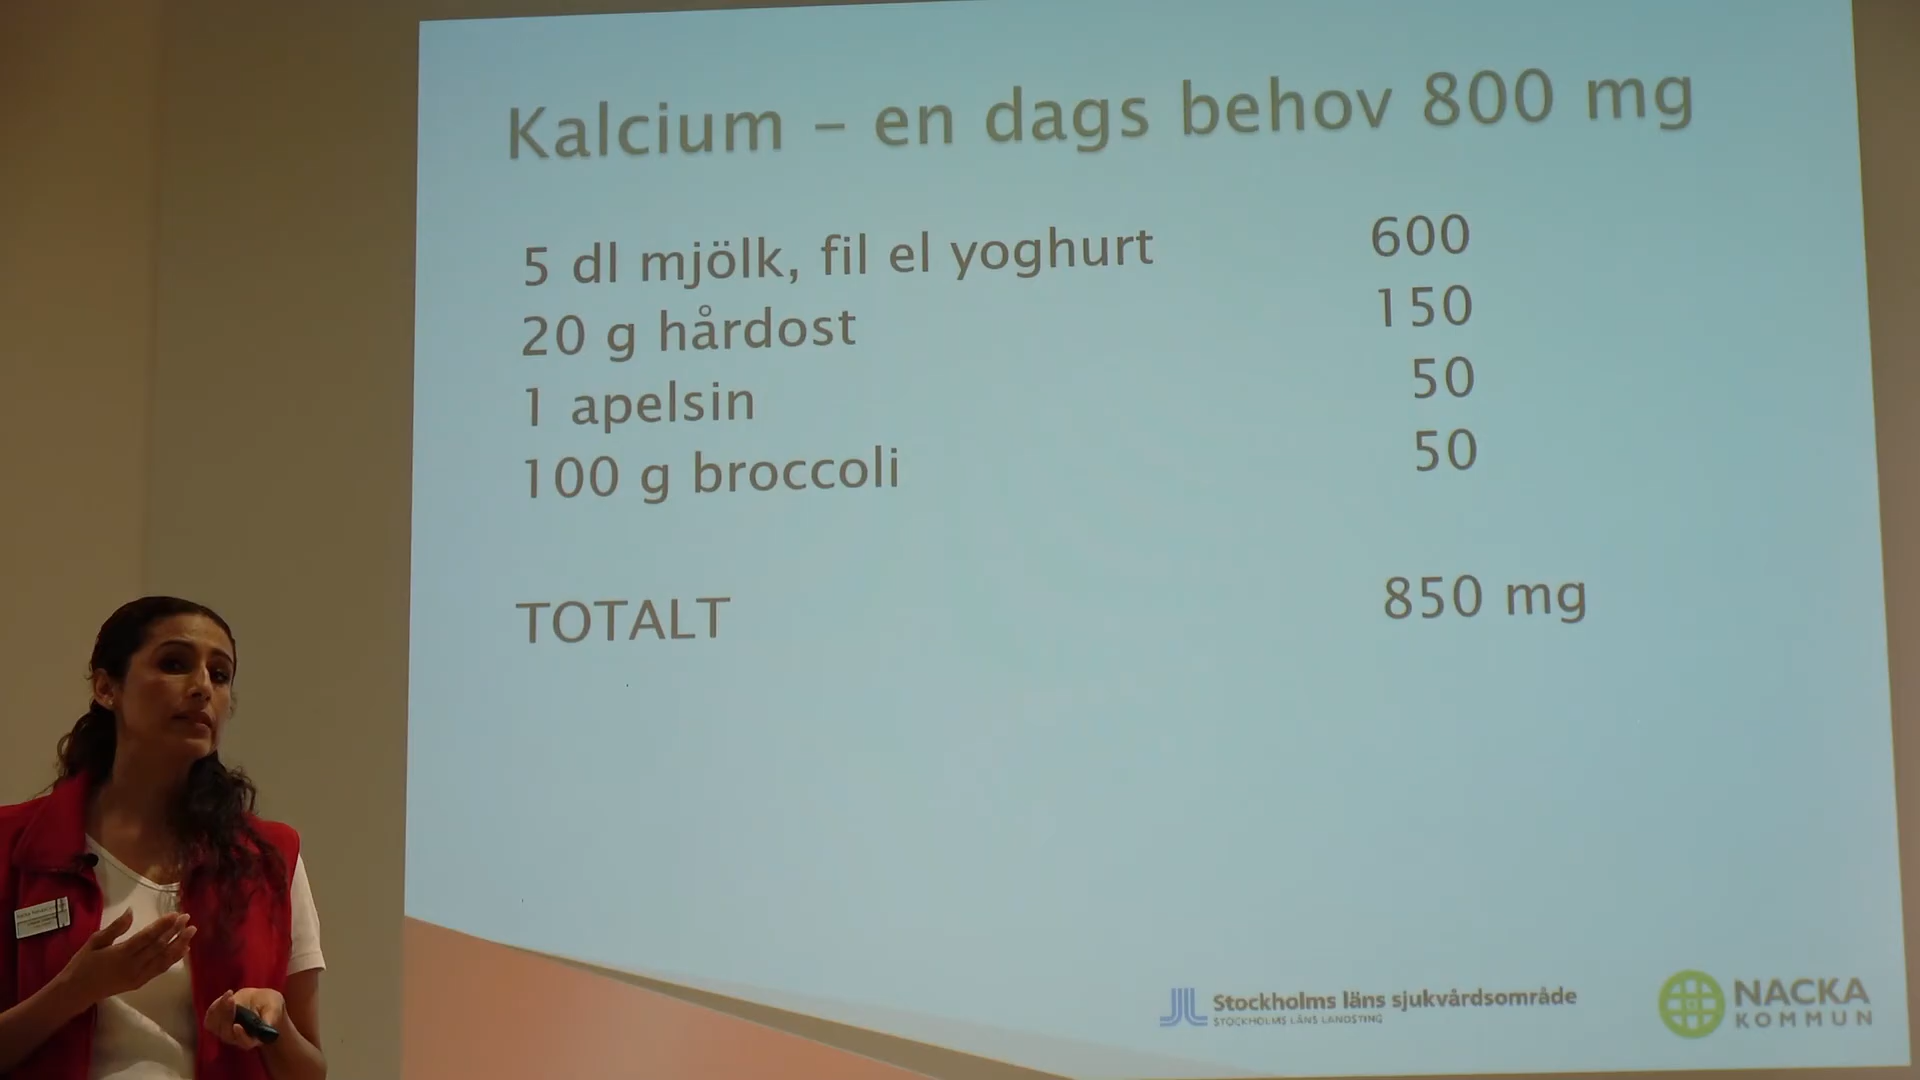 Kalcium – en dags behov 800 mg
5 dl mjölk, fil el yoghurt 600
20 g hårdost 150
1 apelsin 50
100 g broccoli 50
TOTALT 850 mg
Stockholms läns sjukvårdsområde
STOCKHOLMS LÄNS LANDSTING
NACKA
KOMMUN